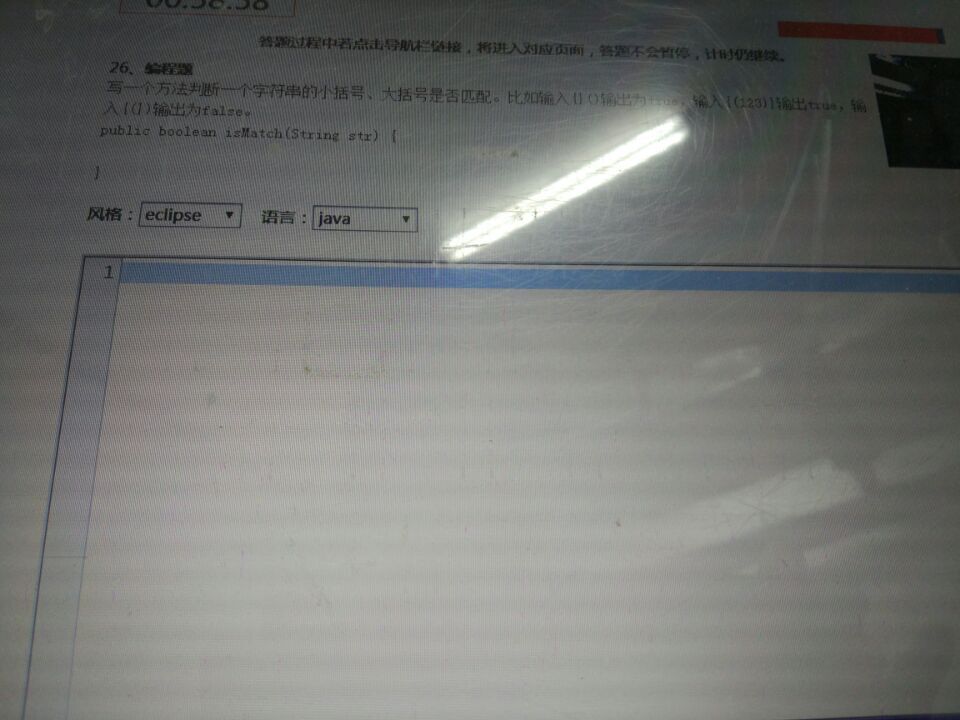 00:58:58
答题过程中若点击导航栏链接，将进入对应页面，答题不会暂停，计时仍继续。
26、编程题
写一个方法判断一个字符串的小括号、大括号是否匹配。比如输入{}()输出为true，输入{(123)}输出true，输
入{(})输出为false。
public boolean isMatch(String str) {
}
风格： eclipse ▼ 语言： java ▼
1